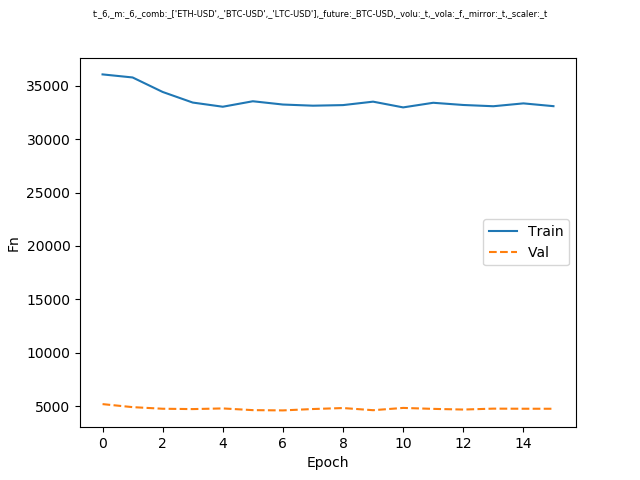 t:_6,_m:_6,_comb:_['ETH-USD',_'BTC-USD',_'LTC-USD'],_future:_BTC-USD,_volu:_t,_vola:_f,_mirror:_t,_scaler:_t
35000
30000
25000
20000
15000
10000
5000
Fn
Train
Val
0 2 4 6 8 10 12 14
Epoch